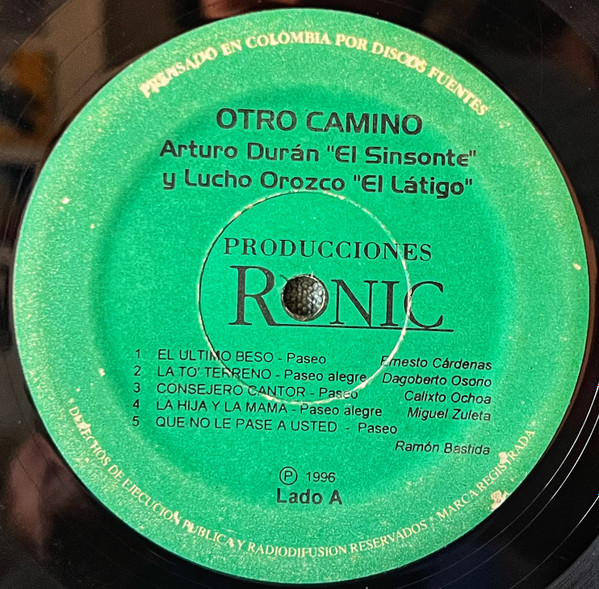 PRENSADO EN COLOMBIA POR DISCOS FUENTES
OTRO CAMINO
Arturo Durán "El Sinsonte"
y Lucho Orozco "El Látigo"
PRODUCCIONES
RONIC
1 EL ULTIMO BESO - Paseo Ernesto Cárdenas
2 LA TO' TERRENO - Paseo alegre Dagoberto Osorio
3 CONSEJERO CANTOR - Paseo Calixto Ochoa
4 LA HIJA Y LA MAMA - Paseo alegre Miguel Zuleta
5 QUE NO LE PASE A USTED - Paseo
Ramón Bastida
Ⓟ 1996
Lado A
DERECHOS DE EJECUCION PUBLICA Y RADIODIFUSION RESERVADOS - MARCA REGISTRADA